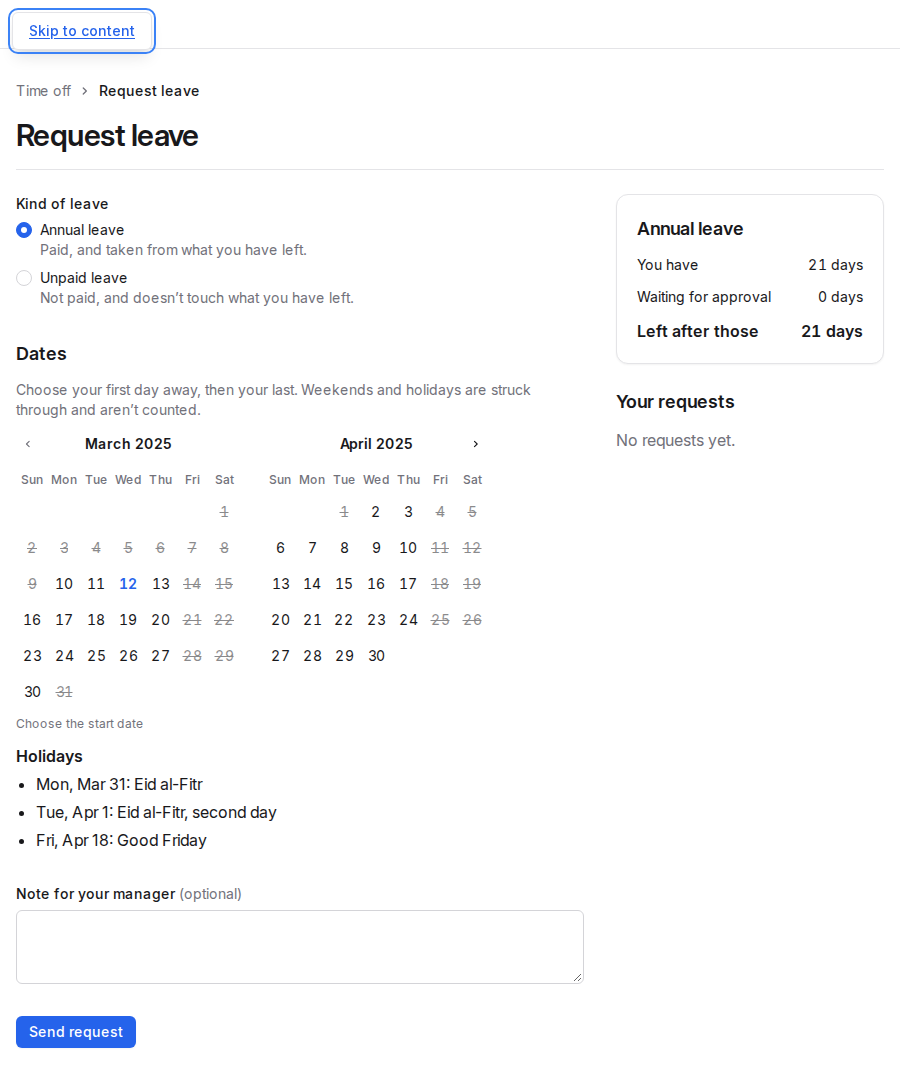 Skip to content
Time off › Request leave
Request leave
Kind of leave
Annual leave
Paid, and taken from what you have left.
Unpaid leave
Not paid, and doesn’t touch what you have left.
Dates
Choose your first day away, then your last. Weekends and holidays are struck
through and aren’t counted.
March 2025
Sun Mon Tue Wed Thu Fri Sat
1
2 3 4 5 6 7 8
9 10 11 12 13 14 15
16 17 18 19 20 21 22
23 24 25 26 27 28 29
30 31
April 2025
Sun Mon Tue Wed Thu Fri Sat
1 2 3 4 5
6 7 8 9 10 11 12
13 14 15 16 17 18 19
20 21 22 23 24 25 26
27 28 29 30
Choose the start date
Holidays
Mon, Mar 31: Eid al-Fitr
Tue, Apr 1: Eid al-Fitr, second day
Fri, Apr 18: Good Friday
Note for your manager (optional)
Send request
Annual leave
You have 21 days
Waiting for approval 0 days
Left after those 21 days
Your requests
No requests yet.